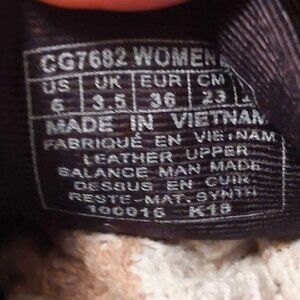 CG7682 WOMEN
US UK EUR CM
6 3.5 36 23
MADE IN VIETNAM
FABRIQUÉ EN VIETNAM
LEATHER UPPER
BALANCE MAN MADE
DESSUS EN CUIR
RESTE-MAT. SYNTH
100016 K18